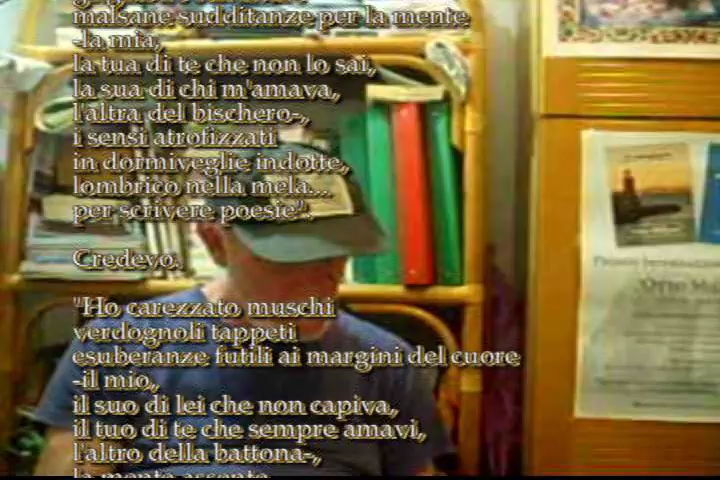 malsane sudditanze per la mente
-la mia,
la tua di te che non lo sai,
la sua di chi m'amava,
l'altra del bischero-,
i sensi atrofizzati
in dormiveglie indotte,
lombrico nella mela...
per scrivere poesie".
Credevo.
"Ho carezzato muschi
verdognoli tappeti
esuberanze futili ai margini del cuore
-il mio,
il suo di lei che non capiva,
il tuo di te che sempre amavi,
l'altro della battona-,
la mente assente